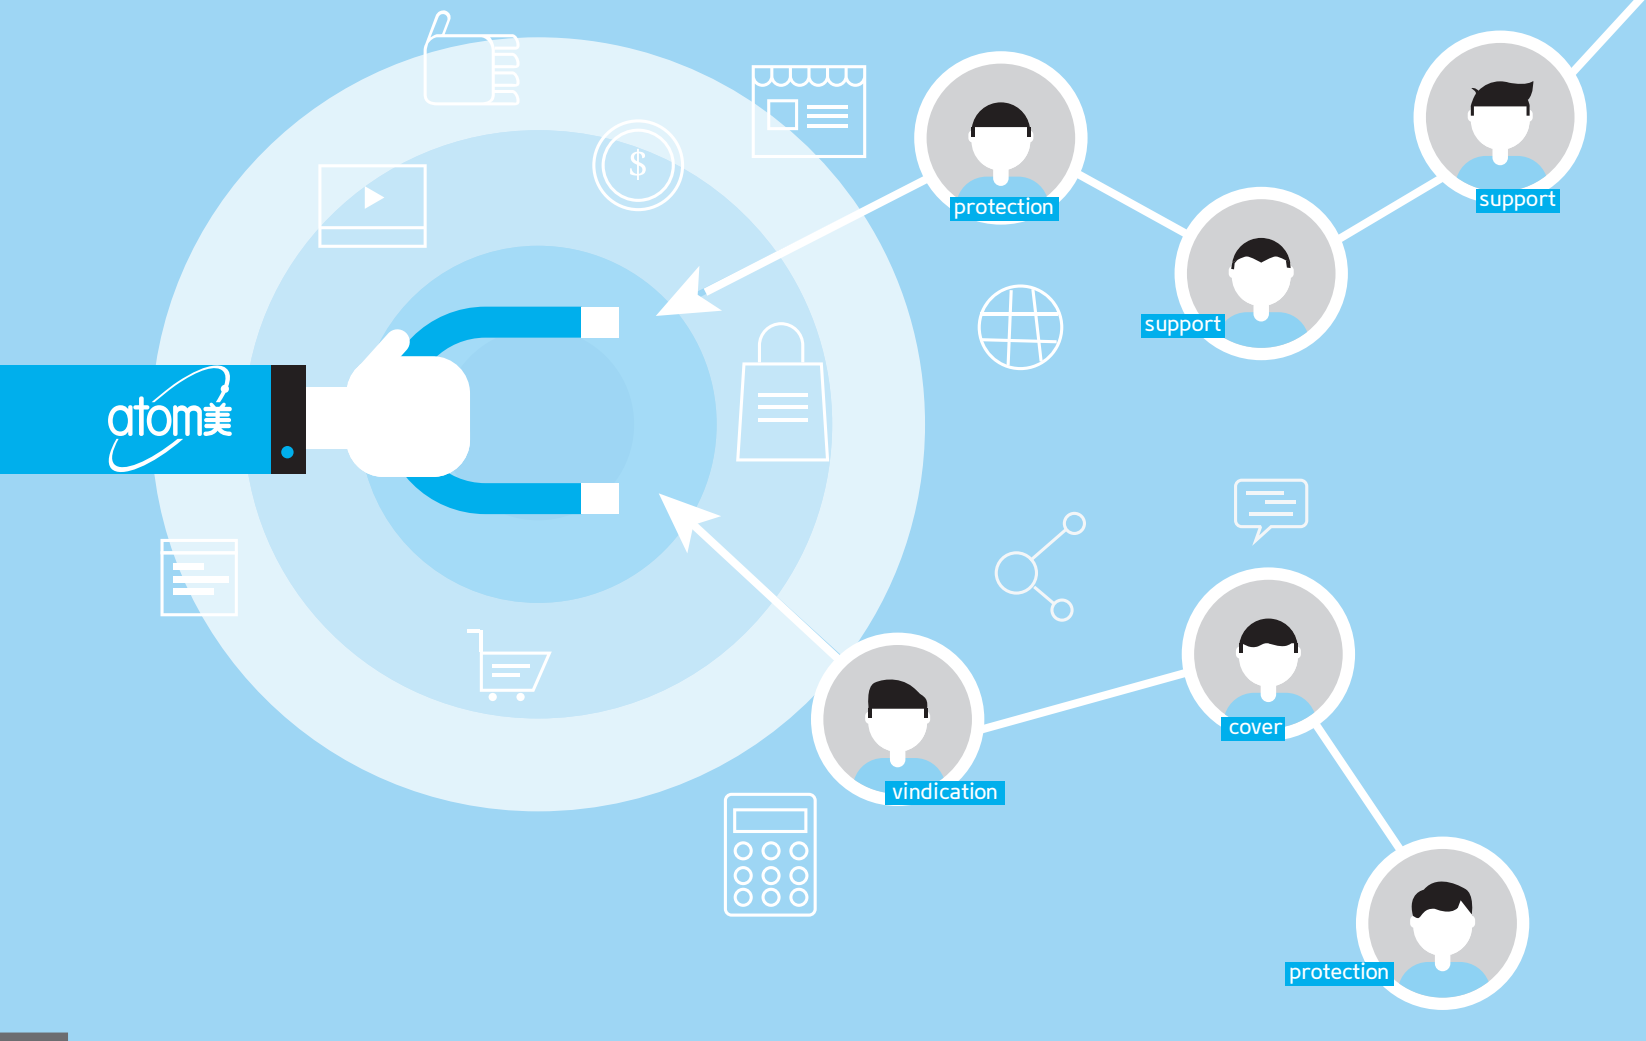 $
protection
support
support
atom美
cover
vindication
protection